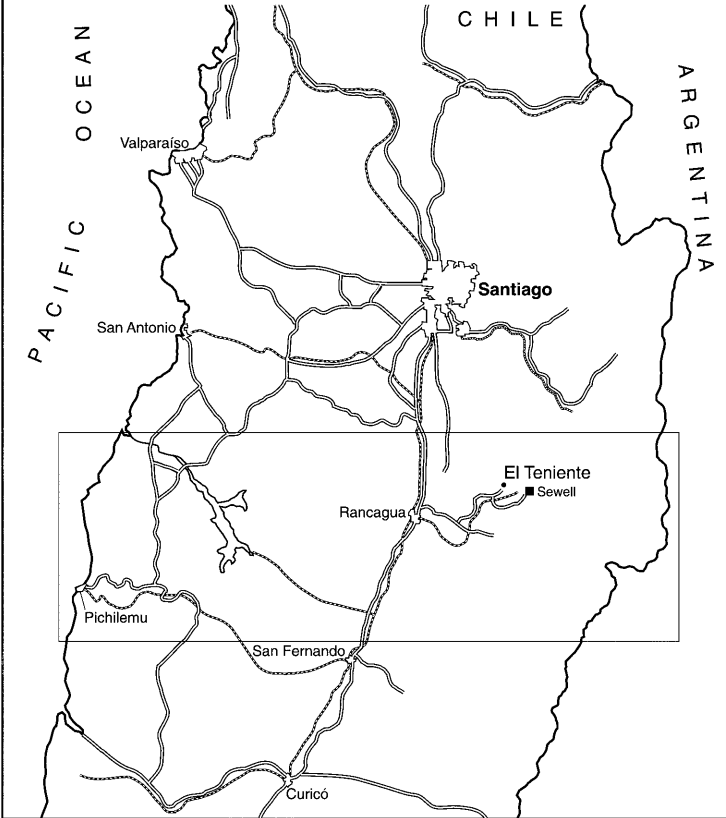 CHILE
PACIFIC OCEAN
ARGENTINA
Valparaíso
Santiago
San Antonio
El Teniente
Sewell
Rancagua
Pichilemu
San Fernando
Curicó